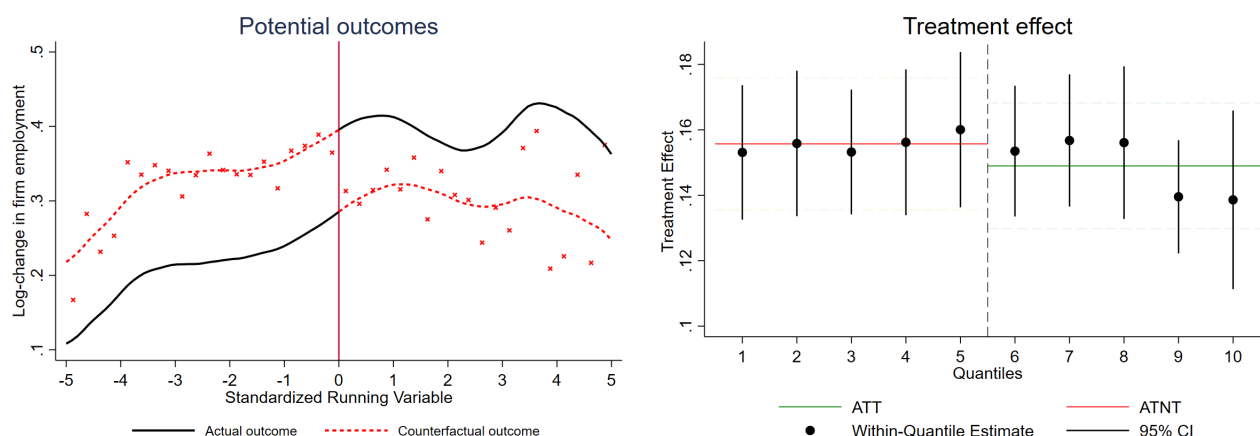 Potential outcomes
Log-change in firm employment
.5
.4
.3
.2
.1
-5 -4 -3 -2 -1 0 1 2 3 4 5
Standardized Running Variable
Actual outcome Counterfactual outcome
Treatment effect
Treatment Effect
.18
.16
.14
.12
.1
1 2 3 4 5 6 7 8 9 10
Quantiles
ATT ATNT
Within-Quantile Estimate 95% CI